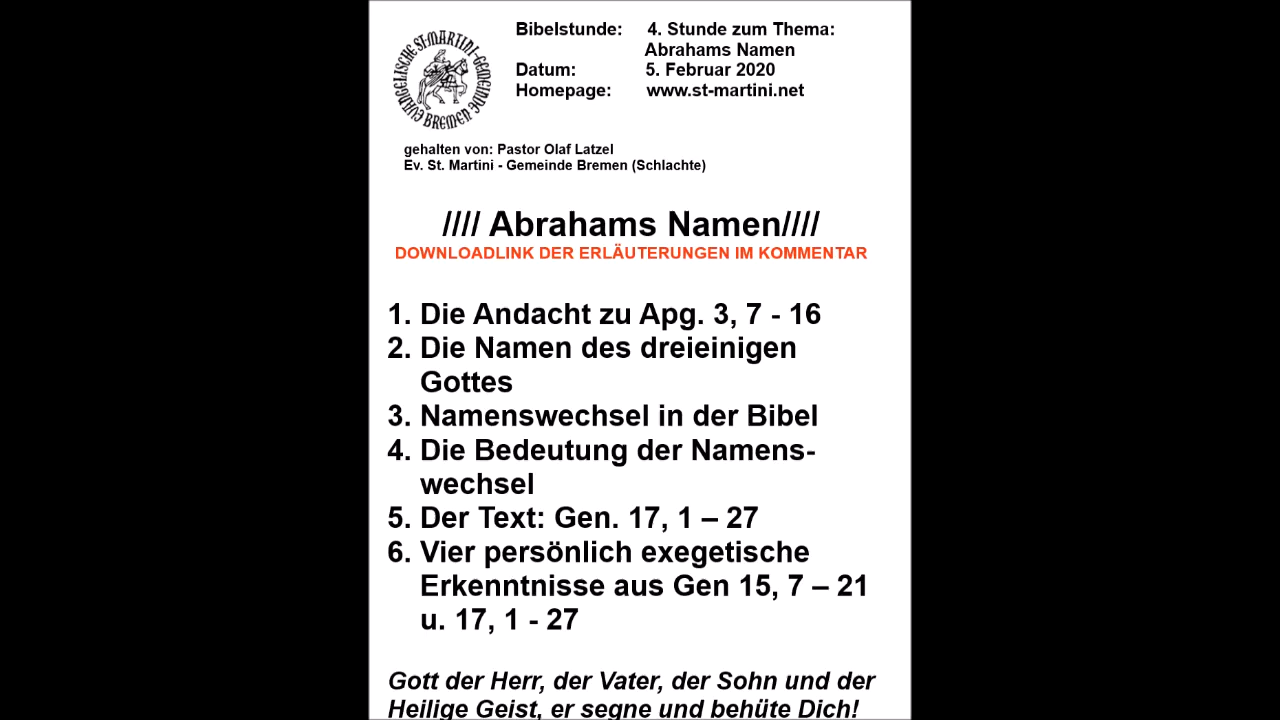 EVANGELISCHE ST·MARTINI-GEMEINDE BREMEN
Bibelstunde: 4. Stunde zum Thema:
Abrahams Namen
Datum: 5. Februar 2020
Homepage: www.st-martini.net
gehalten von: Pastor Olaf Latzel
Ev. St. Martini - Gemeinde Bremen (Schlachte)
//// Abrahams Namen////
DOWNLOADLINK DER ERLÄUTERUNGEN IM KOMMENTAR
1. Die Andacht zu Apg. 3, 7 - 16
2. Die Namen des dreieinigen
Gottes
3. Namenswechsel in der Bibel
4. Die Bedeutung der Namens-
wechsel
5. Der Text: Gen. 17, 1 – 27
6. Vier persönlich exegetische
Erkenntnisse aus Gen 15, 7 – 21
u. 17, 1 - 27
Gott der Herr, der Vater, der Sohn und der
Heilige Geist, er segne und behüte Dich!